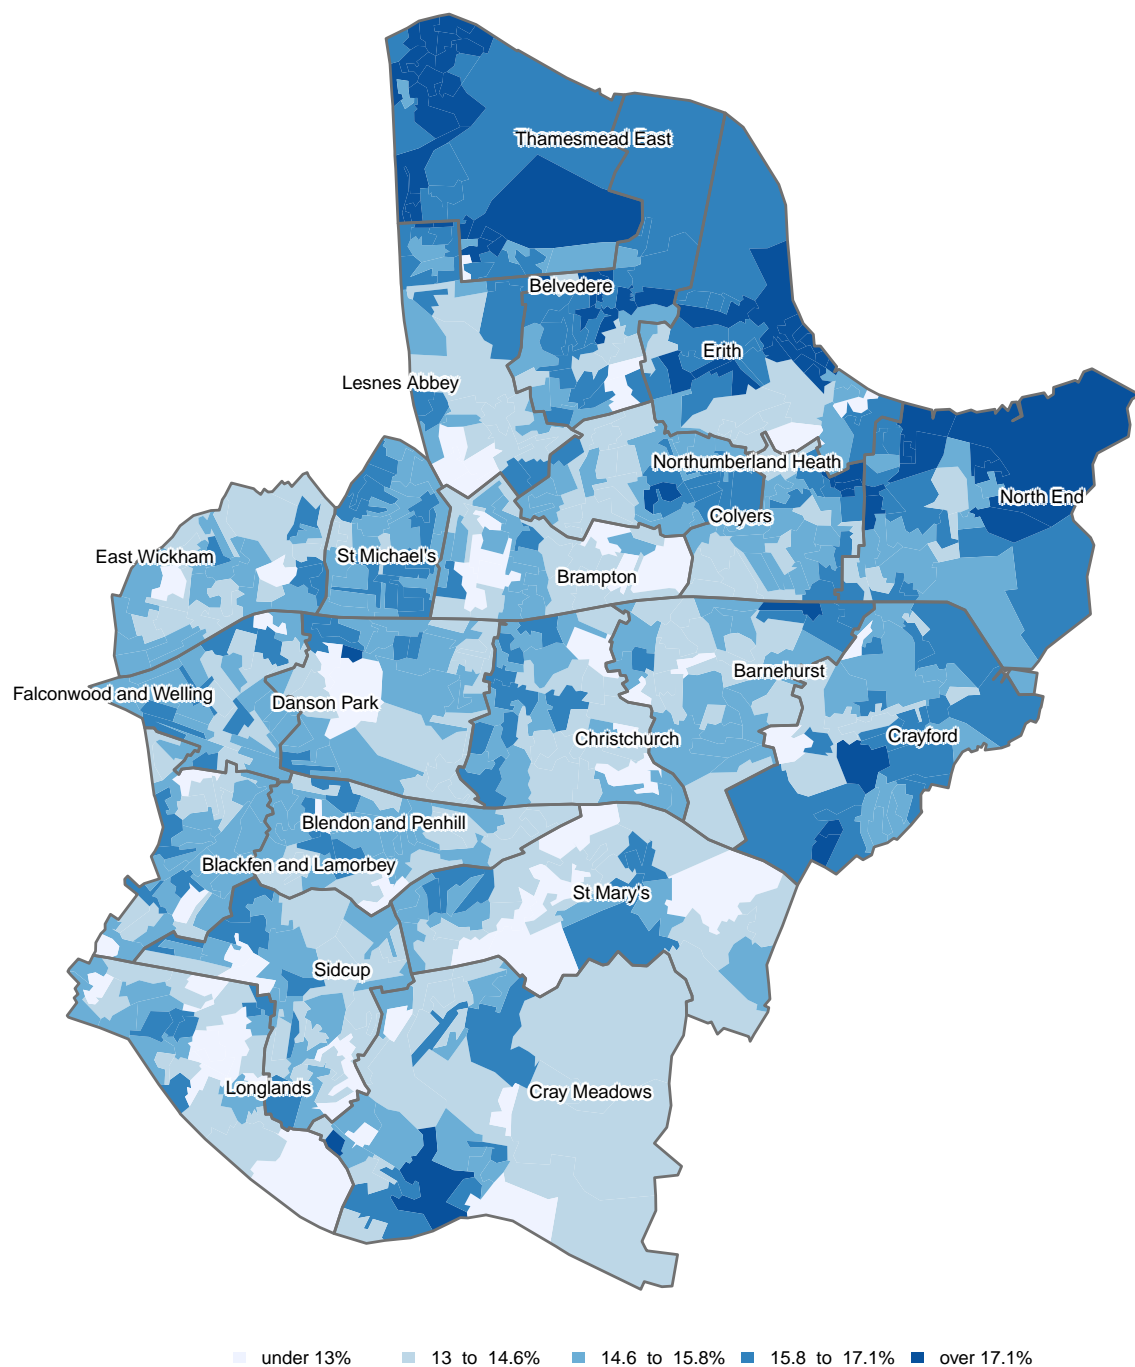 Thamesmead East
Belvedere
Erith
Lesnes Abbey
Northumberland Heath
North End
Colyers
East Wickham
St Michael's
Brampton
Barnehurst
Falconwood and Welling
Danson Park
Christchurch
Crayford
Blendon and Penhill
Blackfen and Lamorbey
St Mary's
Sidcup
Longlands
Cray Meadows
under 13% 13 to 14.6% 14.6 to 15.8% 15.8 to 17.1% over 17.1%